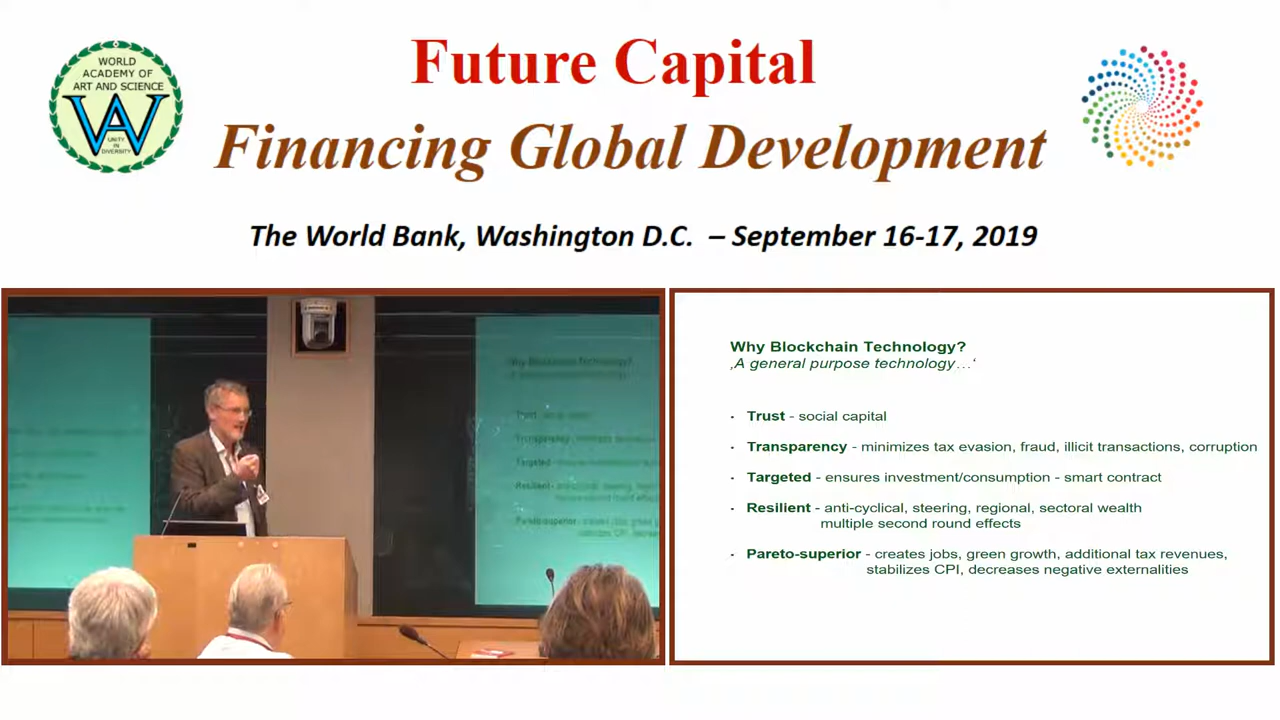 WORLD
ACADEMY OF
ART AND SCIENCE
UNITY
IN
DIVERSITY
Future Capital
Financing Global Development
The World Bank, Washington D.C. – September 16-17, 2019
Why Blockchain Technology?
‚A general purpose technology…‘
· Trust - social capital
· Transparency - minimizes tax evasion, fraud, illicit transactions, corruption
· Targeted - ensures investment/consumption - smart contract
· Resilient - anti-cyclical, steering, regional, sectoral wealth
multiple second round effects
· Pareto-superior - creates jobs, green growth, additional tax revenues,
stabilizes CPI, decreases negative externalities
Why Blockchain Technology?